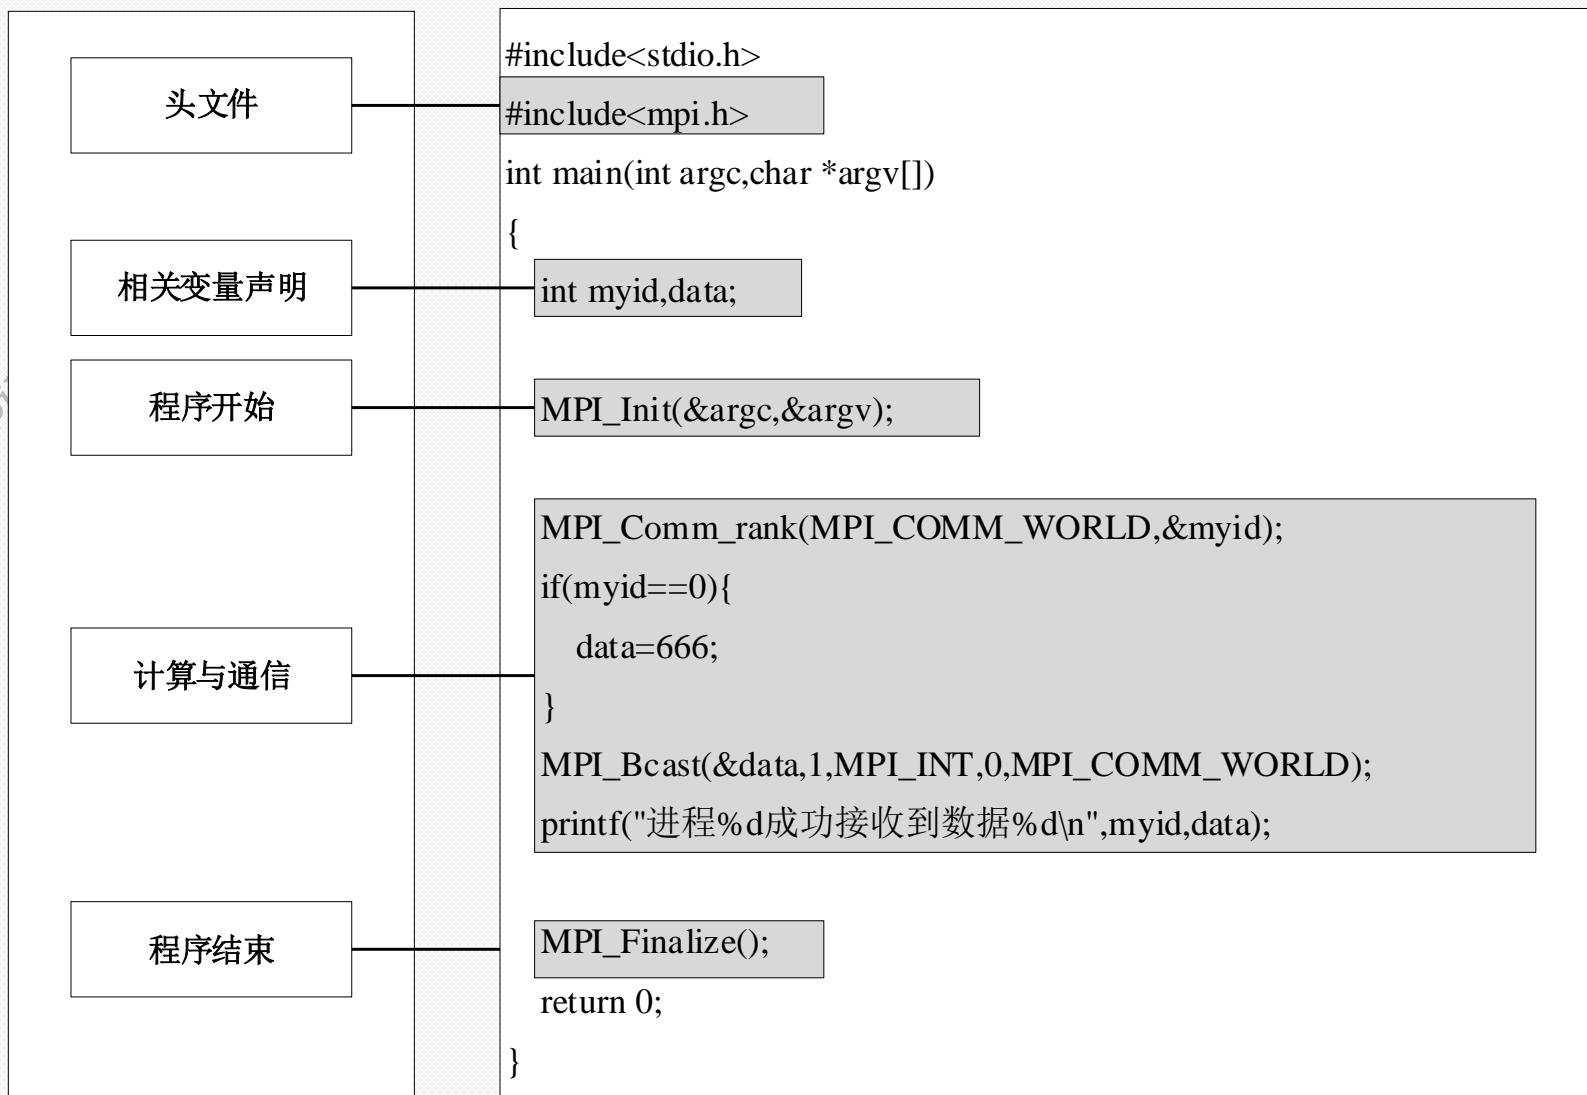 头文件
相关变量声明
程序开始
计算与通信
程序结束
#include<stdio.h>
#include<mpi.h>
int main(int argc,char *argv[])
{
int myid,data;
MPI_Init(&argc,&argv);
MPI_Comm_rank(MPI_COMM_WORLD,&myid);
if(myid==0){
data=666;
}
MPI_Bcast(&data,1,MPI_INT,0,MPI_COMM_WORLD);
printf("进程%d成功接收到数据%d\n",myid,data);
MPI_Finalize();
return 0;
}